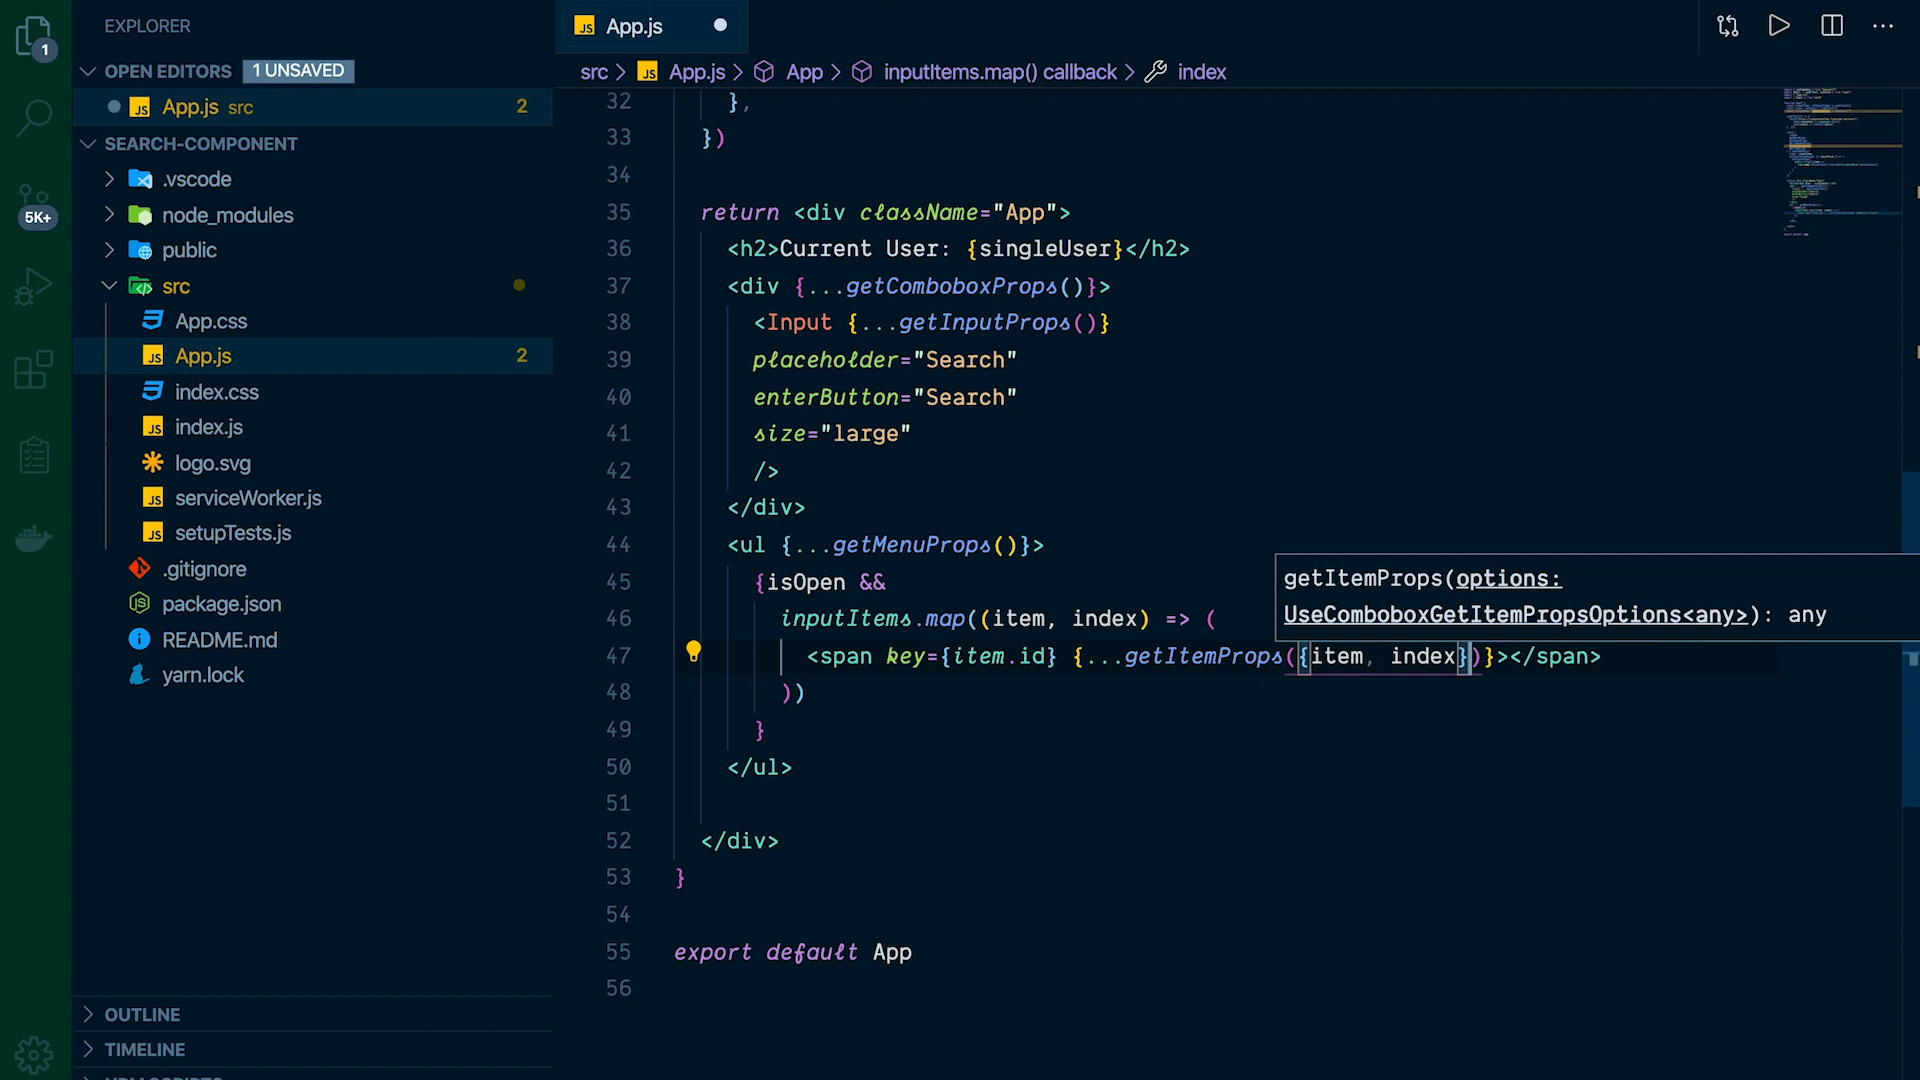 EXPLORER
OPEN EDITORS 1 UNSAVED
App.js src 2
SEARCH-COMPONENT
.vscode
node_modules
public
src
App.css
App.js 2
index.css
index.js
logo.svg
serviceWorker.js
setupTests.js
.gitignore
package.json
README.md
yarn.lock
OUTLINE
TIMELINE
NPM SCRIPTS
1
5K+
JS App.js
src > JS App.js > App > inputItems.map() callback > index
32 },
33 })
34
35 return <div className="App">
36 <h2>Current User: {singleUser}</h2>
37 <div {...getComboboxProps()}>
38 <Input {...getInputProps()}
39 placeholder="Search"
40 enterButton="Search"
41 size="large"
42 />
43 </div>
44 <ul {...getMenuProps()}>
45 {isOpen &&
46 inputItems.map((item, index) => (
47 <span key={item.id} {...getItemProps({item, index})}></span>
48 ))
49 }
50 </ul>
51
52 </div>
53 }
54
55 export default App
56
getItemProps(options:
UseComboboxGetItemPropsOptions<any>): any